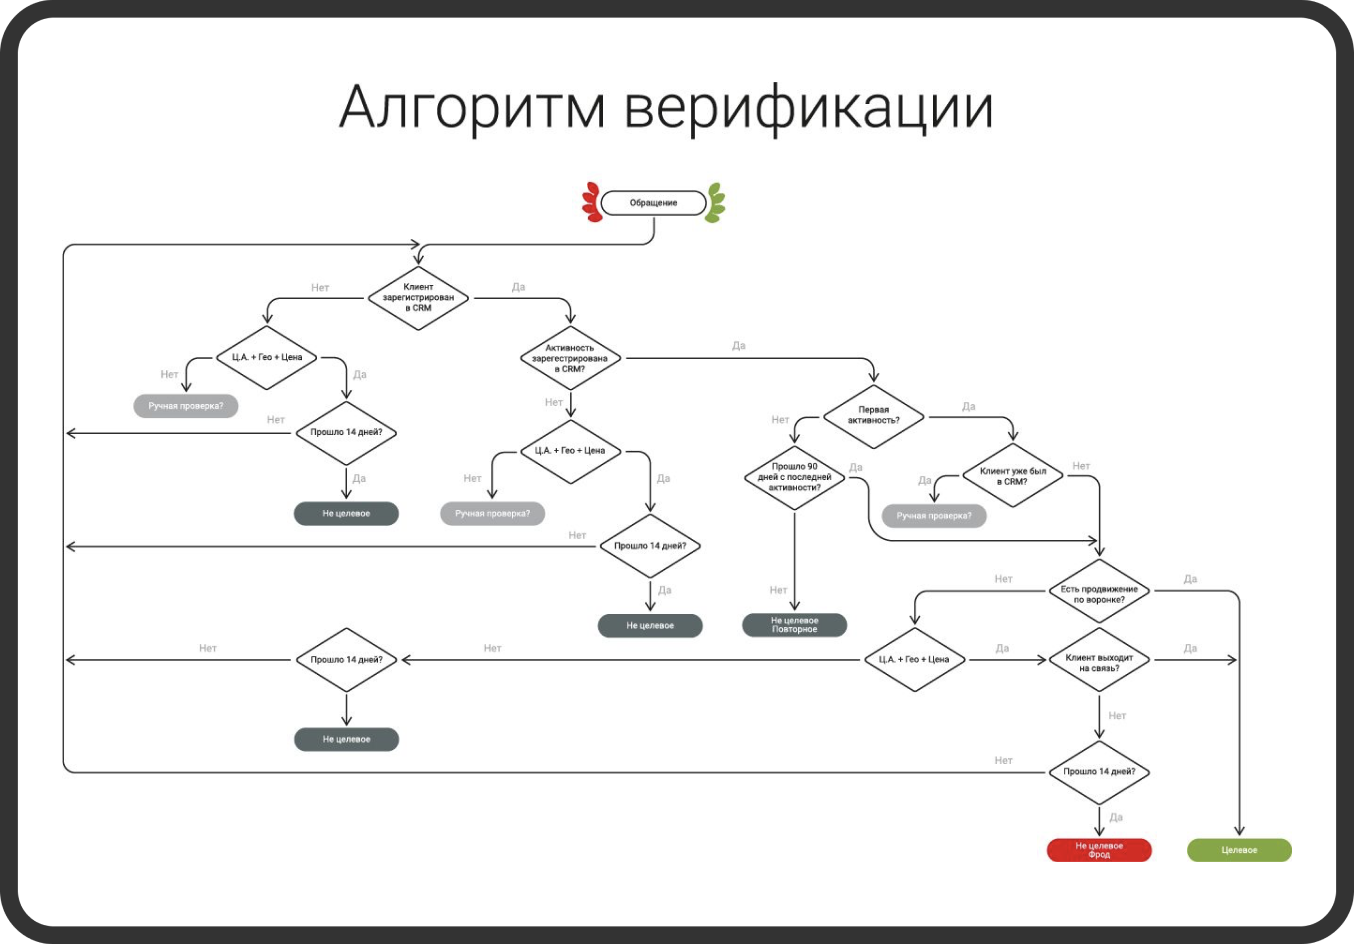 Алгоритм верификации
Обращение
Нет
Да
Клиент
зарегистрирован
в CRM
Ц.А. + Гео + Цена
Активность
зарегестрирована
в CRM?
Да
Нет
Да
Ручная проверка?
Нет
Прошло 14 дней?
Нет
Ц.А. + Гео + Цена
Первая
активность?
Нет
Да
Да
Не целевое
Нет
Да
Ручная проверка?
Прошло 90
дней с последней
активности?
Да
Клиент уже был
в CRM?
Нет
Да
Ручная проверка?
Нет
Прошло 14 дней?
Да
Не целевое
Нет
Не целевое
Повторное
Нет
Есть продвижение
по воронке?
Да
Нет
Прошло 14 дней?
Нет
Ц.А. + Гео + Цена
Да
Клиент выходит
на связь?
Да
Не целевое
Нет
Нет
Прошло 14 дней?
Да
Не целевое
Фрод
Целевое